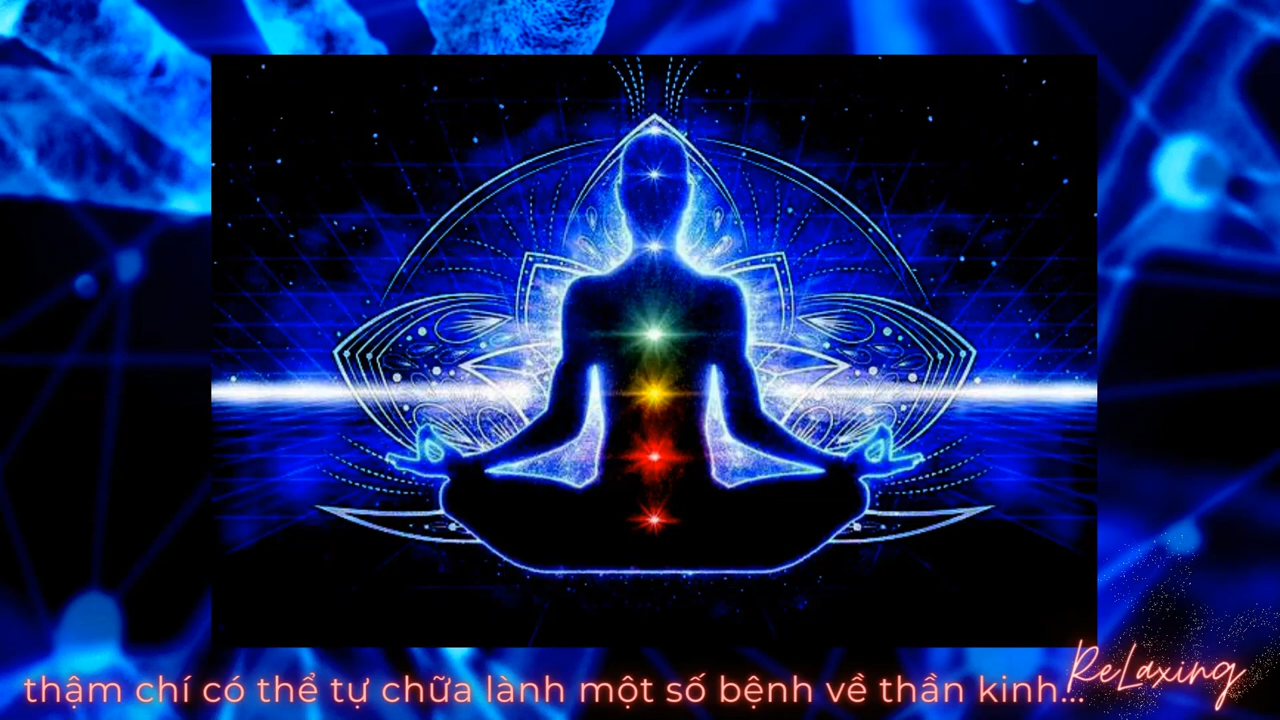 thậm chí có thể tự chữa lành một số bệnh về thần kinh...
ReLaxing